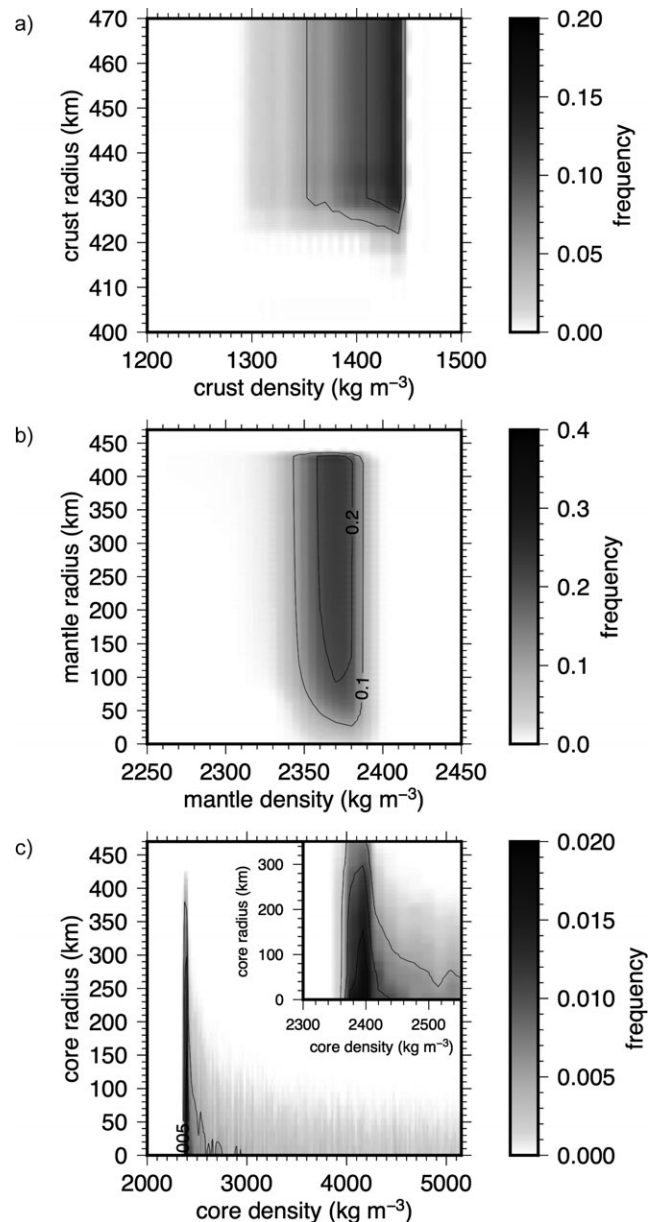 a)
470
460
450
440
430
420
410
400
crust radius (km)
1200 1300 1400 1500
crust density (kg m⁻³)
0.20
0.15
0.10
0.05
0.00
frequency
b)
450
400
350
300
250
200
150
100
50
0
mantle radius (km)
0.2
0.1
2250 2300 2350 2400 2450
mantle density (kg m⁻³)
0.4
0.3
0.2
0.1
0.0
frequency
c)
450
400
350
300
250
200
150
100
50
0
core radius (km)
005
2000 3000 4000 5000
core density (kg m⁻³)
300
200
100
0
core radius (km)
2300 2400 2500
core density (kg m⁻³)
0.020
0.015
0.010
0.005
0.000
frequency